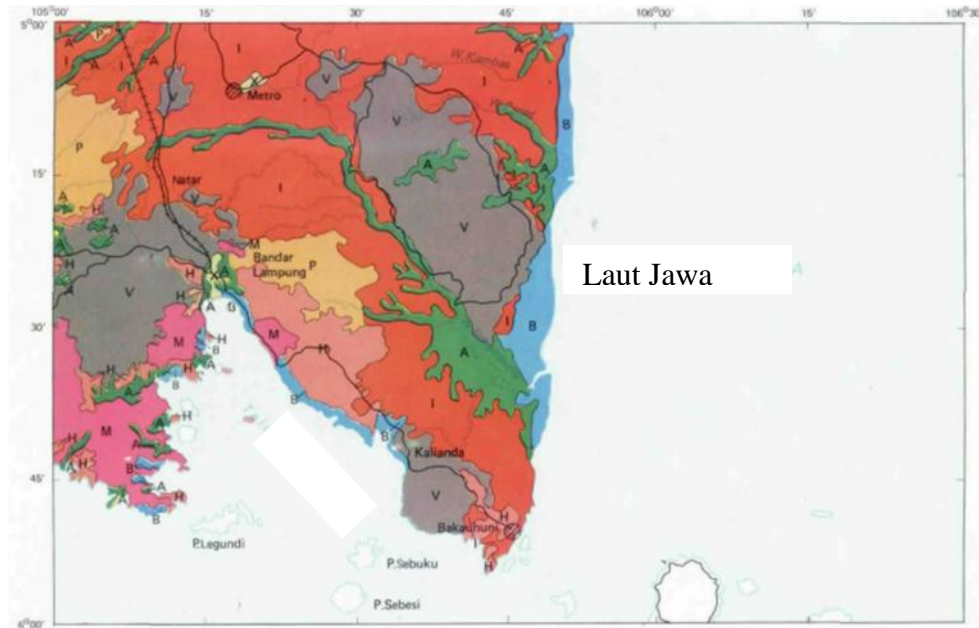 105°00' 15' 30' 45' 106°00' 15' 106°30'
5°00'
I
A
P
I
A
I
A
I
A
W.Kambas
I
V
X
Metro
V
V
B
P
A
A
15'
Natar
V
I
V
A
H
A
H
M
Bandar
Lampung
P
Laut Jawa
A
X
A
H
V
H
A
B
I
B
30'
M
H
B
M
H
A
H
H
A
B
A
I
B
M
H
A
H
A
B
Kalianda
45'
H
A
B
A
H
A
B
V
H
Bakauhuni
I
H
P.Legundi
P.Sebuku
P.Sebesi
6°00'